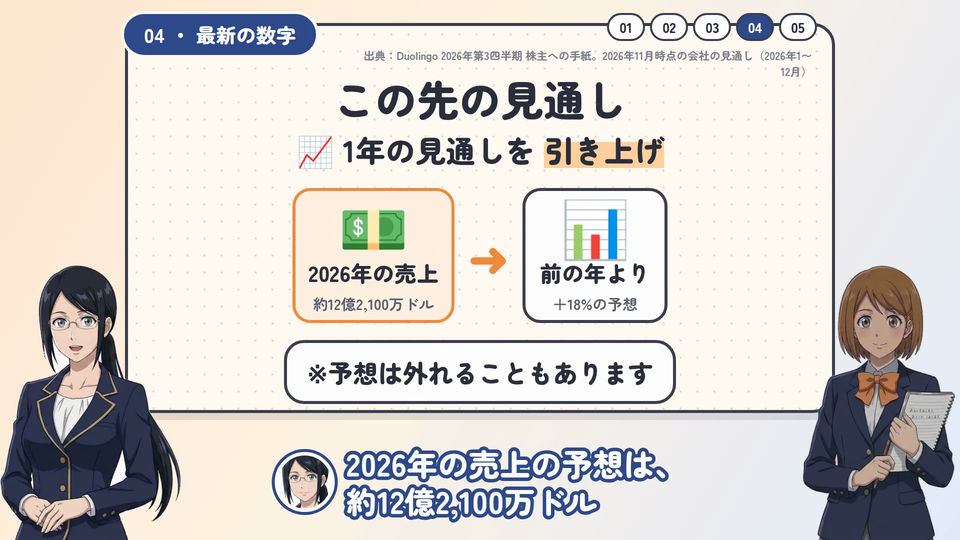 04 ・ 最新の数字
01 02 03 04 05
出典：Duolingo 2026年第3四半期 株主への手紙。2026年11月時点の会社の見通し（2026年1〜
12月）
この先の見通し
1年の見通しを 引き上げ
2026年の売上
約12億2,100万ドル
前の年より
＋18%の予想
※予想は外れることもあります
2026年の売上の予想は、
約12億2,100万ドル